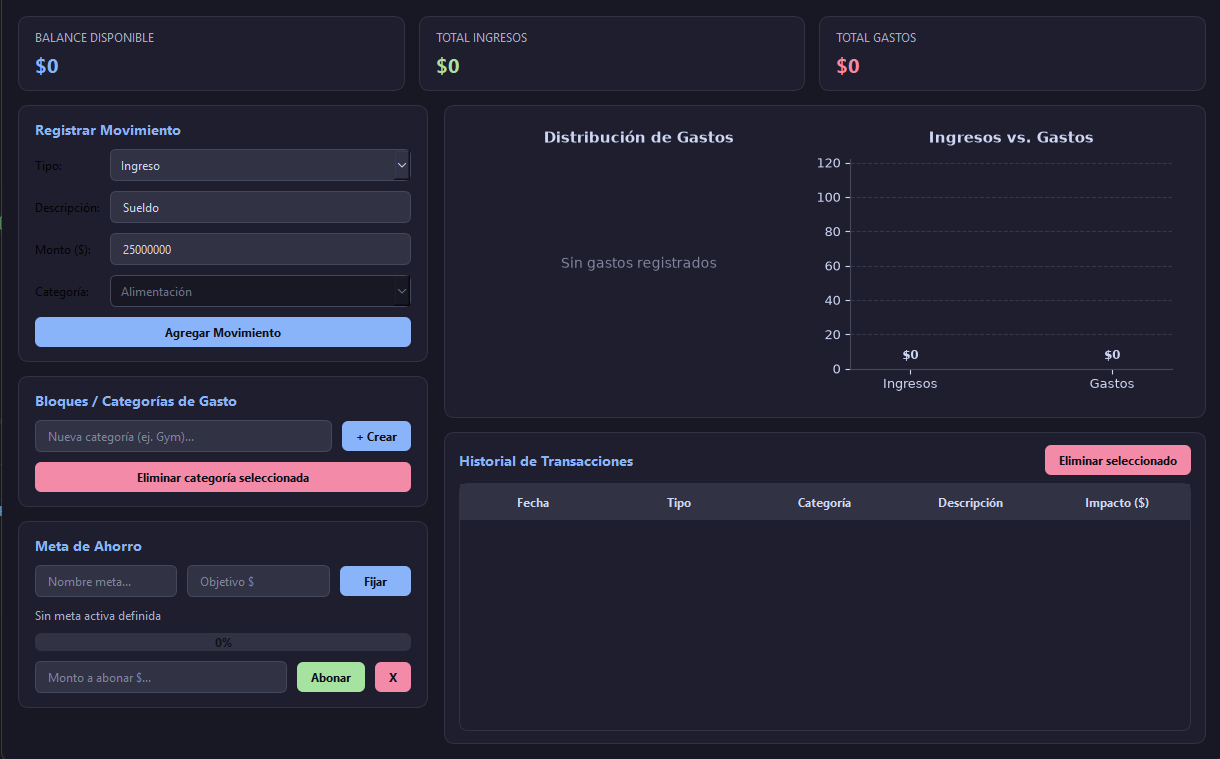 BALANCE DISPONIBLE
$0
TOTAL INGRESOS
$0
TOTAL GASTOS
$0
Registrar Movimiento
Tipo: Ingreso
Descripción: Sueldo
Monto ($): 25000000
Categoría: Alimentación
Agregar Movimiento
Bloques / Categorías de Gasto
Nueva categoría (ej. Gym)... + Crear
Eliminar categoría seleccionada
Meta de Ahorro
Nombre meta... Objetivo $ Fijar
Sin meta activa definida
0%
Monto a abonar $... Abonar X
Distribución de Gastos
Sin gastos registrados
Ingresos vs. Gastos
120
100
80
60
40
20
0
$0 $0
Ingresos Gastos
Historial de Transacciones Eliminar seleccionado
Fecha Tipo Categoría Descripción Impacto ($)